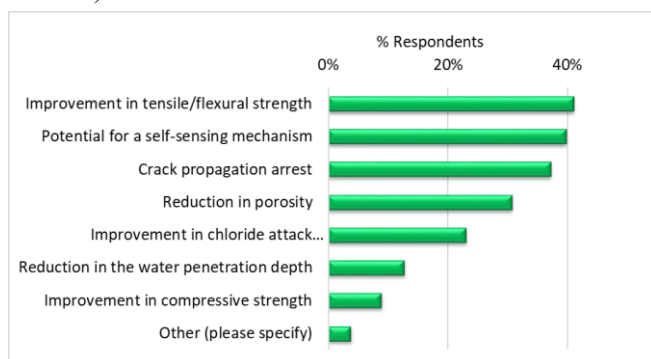 % Respondents
0% 20% 40%
Improvement in tensile/flexural strength
Potential for a self-sensing mechanism
Crack propagation arrest
Reduction in porosity
Improvement in chloride attack...
Reduction in the water penetration depth
Improvement in compressive strength
Other (please specify)